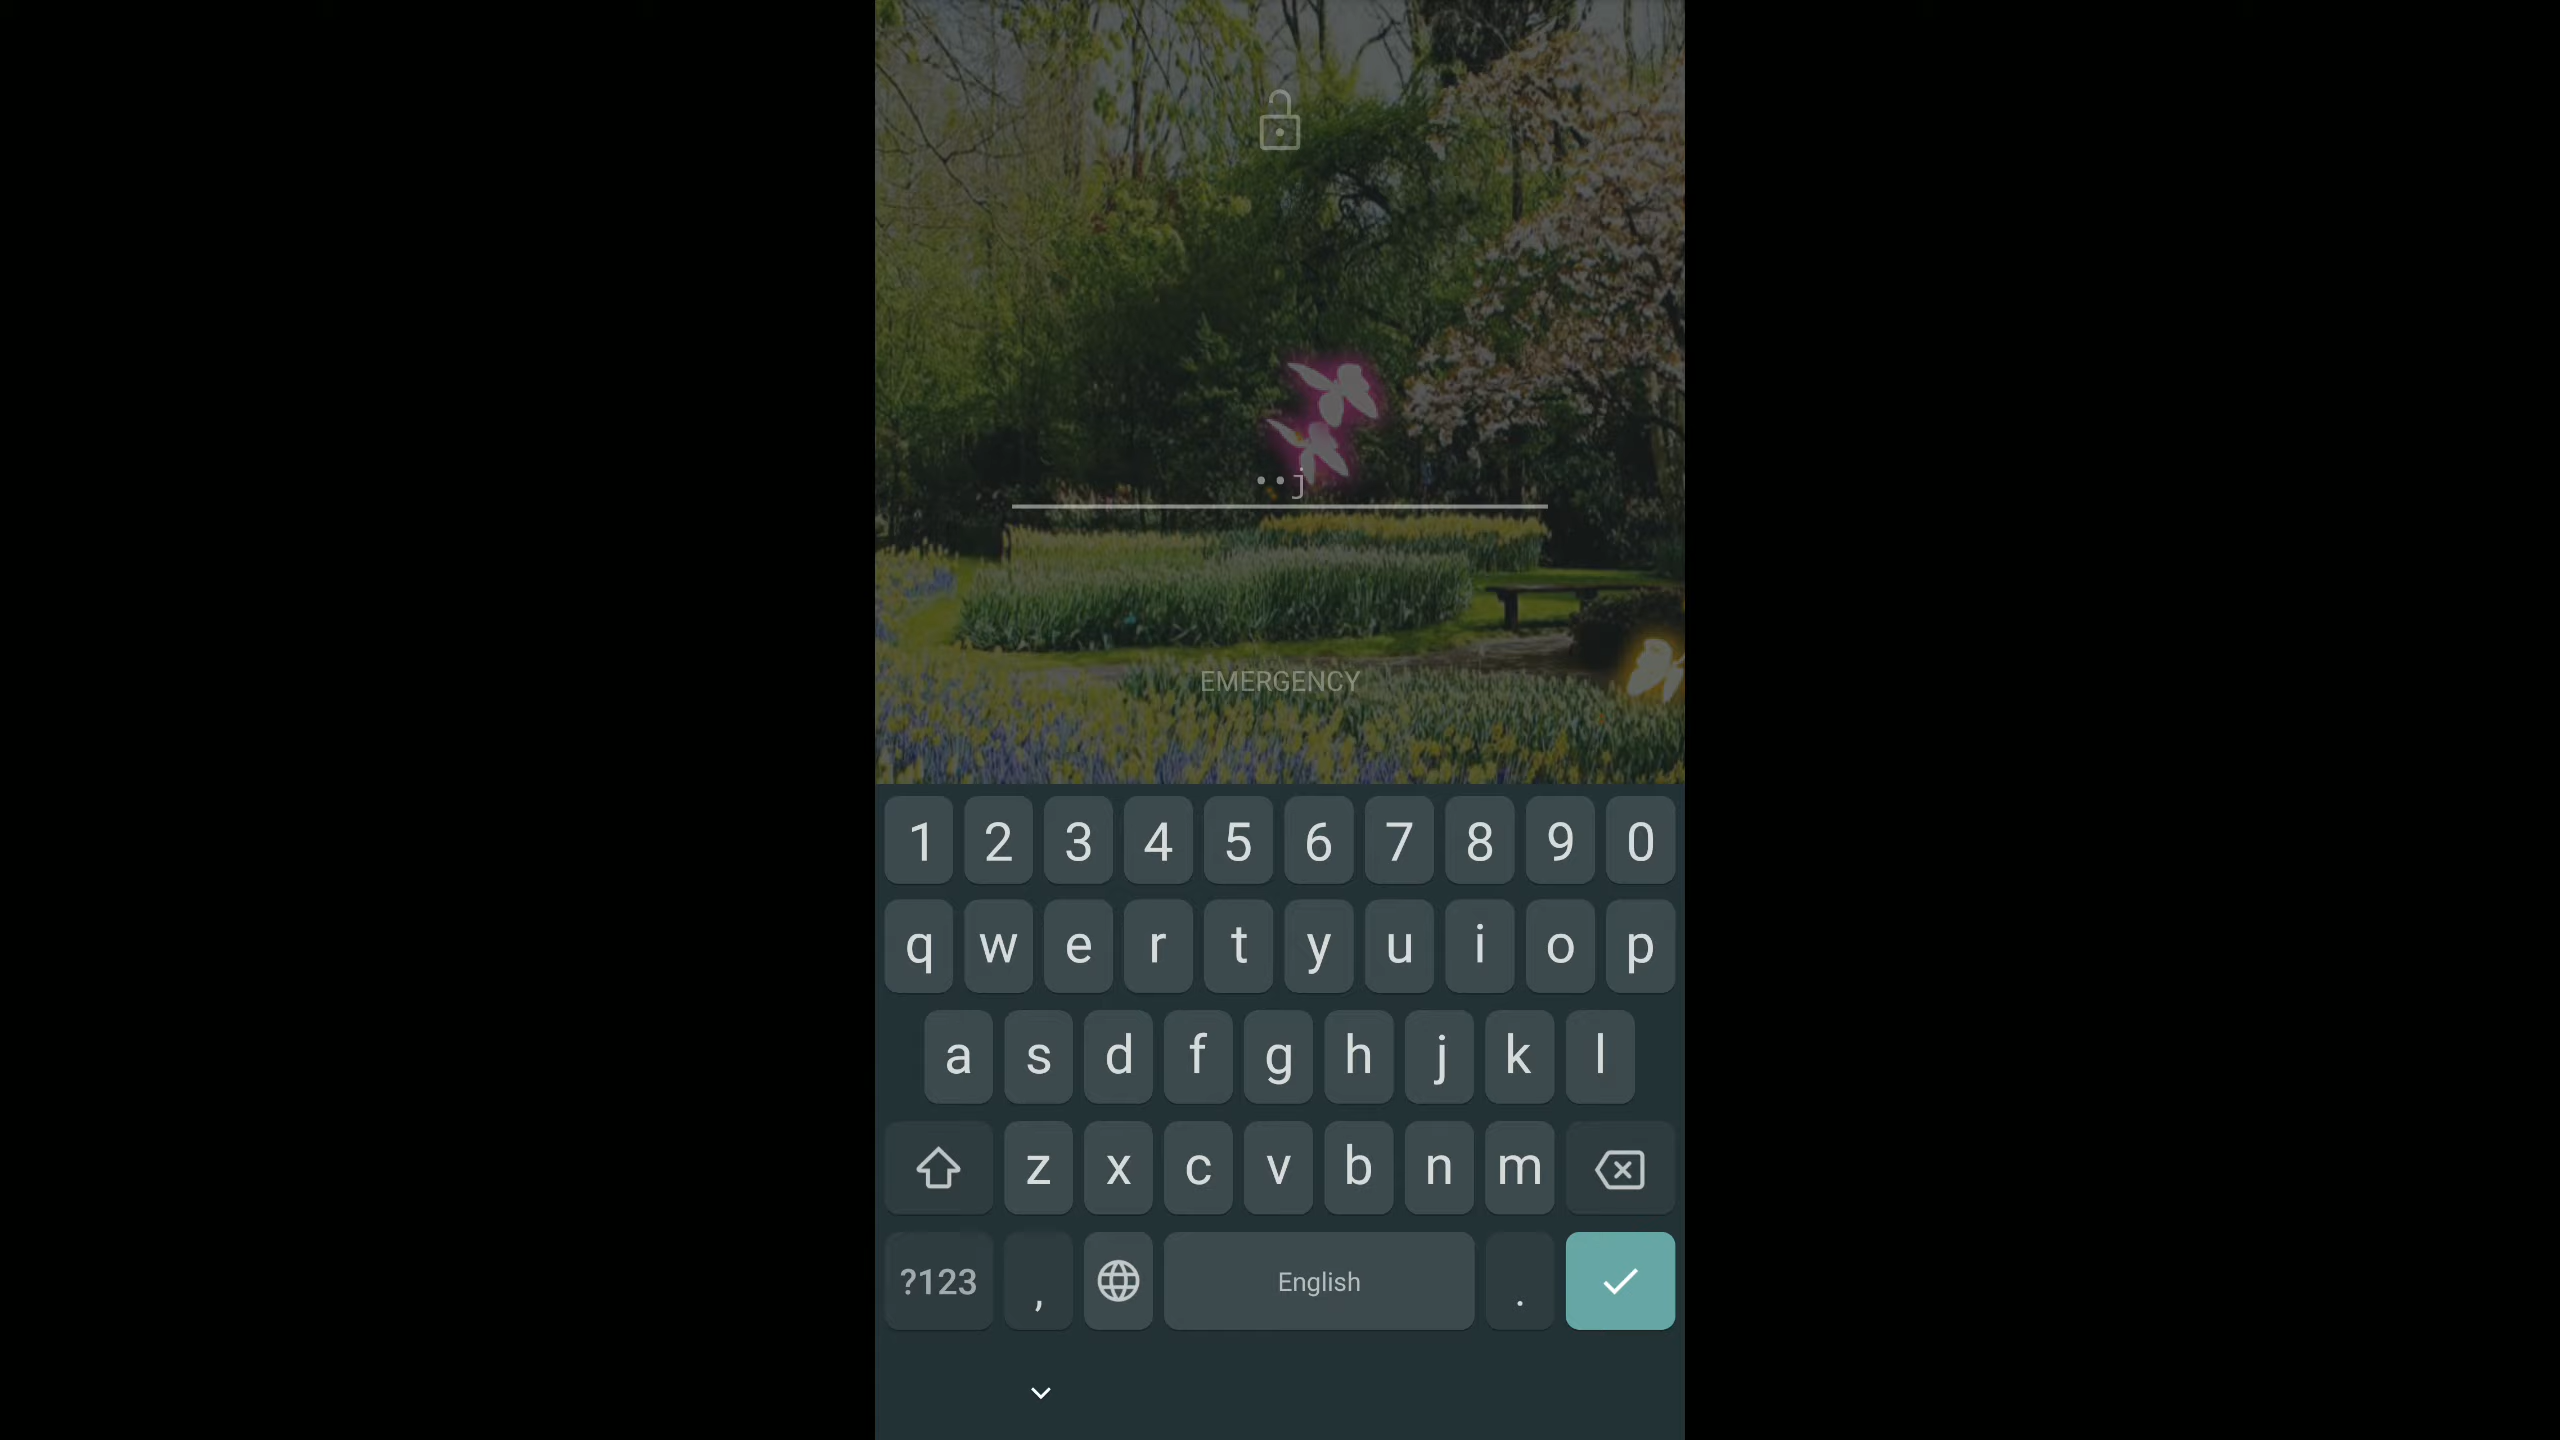 ••j
EMERGENCY
1 2 3 4 5 6 7 8 9 0
q w e r t y u i o p
a s d f g h j k l
z x c v b n m
?123 , English .